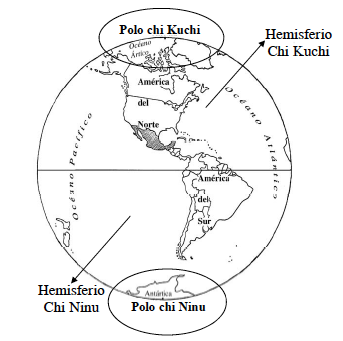 Polo chi Kuchi
Océano
Ártico
Hemisferio
Chi Kuchi
América
del
Norte
Océano Atlántico
Océano Pacífico
América
del
Sur
Hemisferio
Chi Ninu
Antártica
Polo chi Ninu